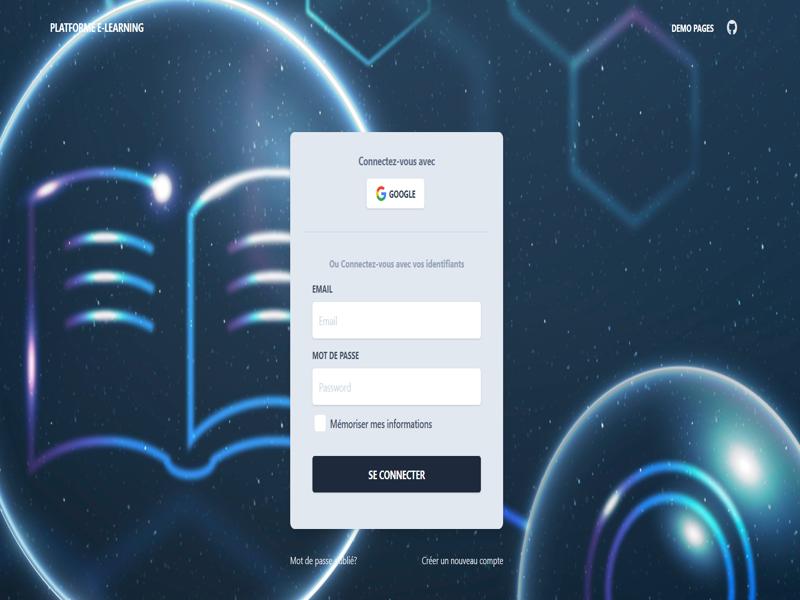 PLATFORME E-LEARNING
DEMO PAGES
Connectez-vous avec
GOOGLE
Ou Connectez-vous avec vos identifiants
EMAIL
Email
MOT DE PASSE
Password
Mémoriser mes informations
SE CONNECTER
Mot de passe oublié?
Créer un nouveau compte